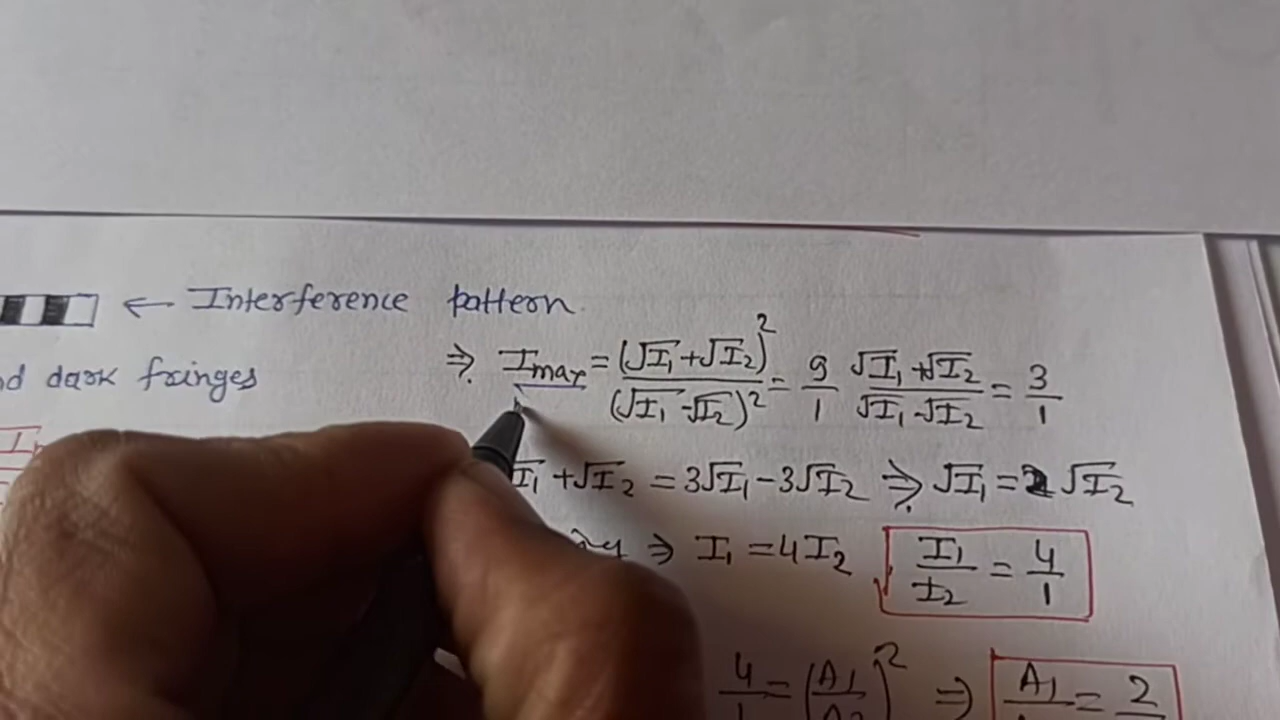 ← Interference pattern.
⇒ Imax = (√I₁+√I₂)² / (√I₁-√I₂)² = 9/1 √I₁+√I₂ / √I₁-√I₂ = 3/1
dark fringes
√I₁ + √I₂ = 3√I₁ - 3√I₂ ⇒ √I₁ = 2√I₂
⇒ I₁ = 4I₂ I₁/I₂ = 4/1
4/1 = (A₁/A₂)² ⇒ A₁ = 2